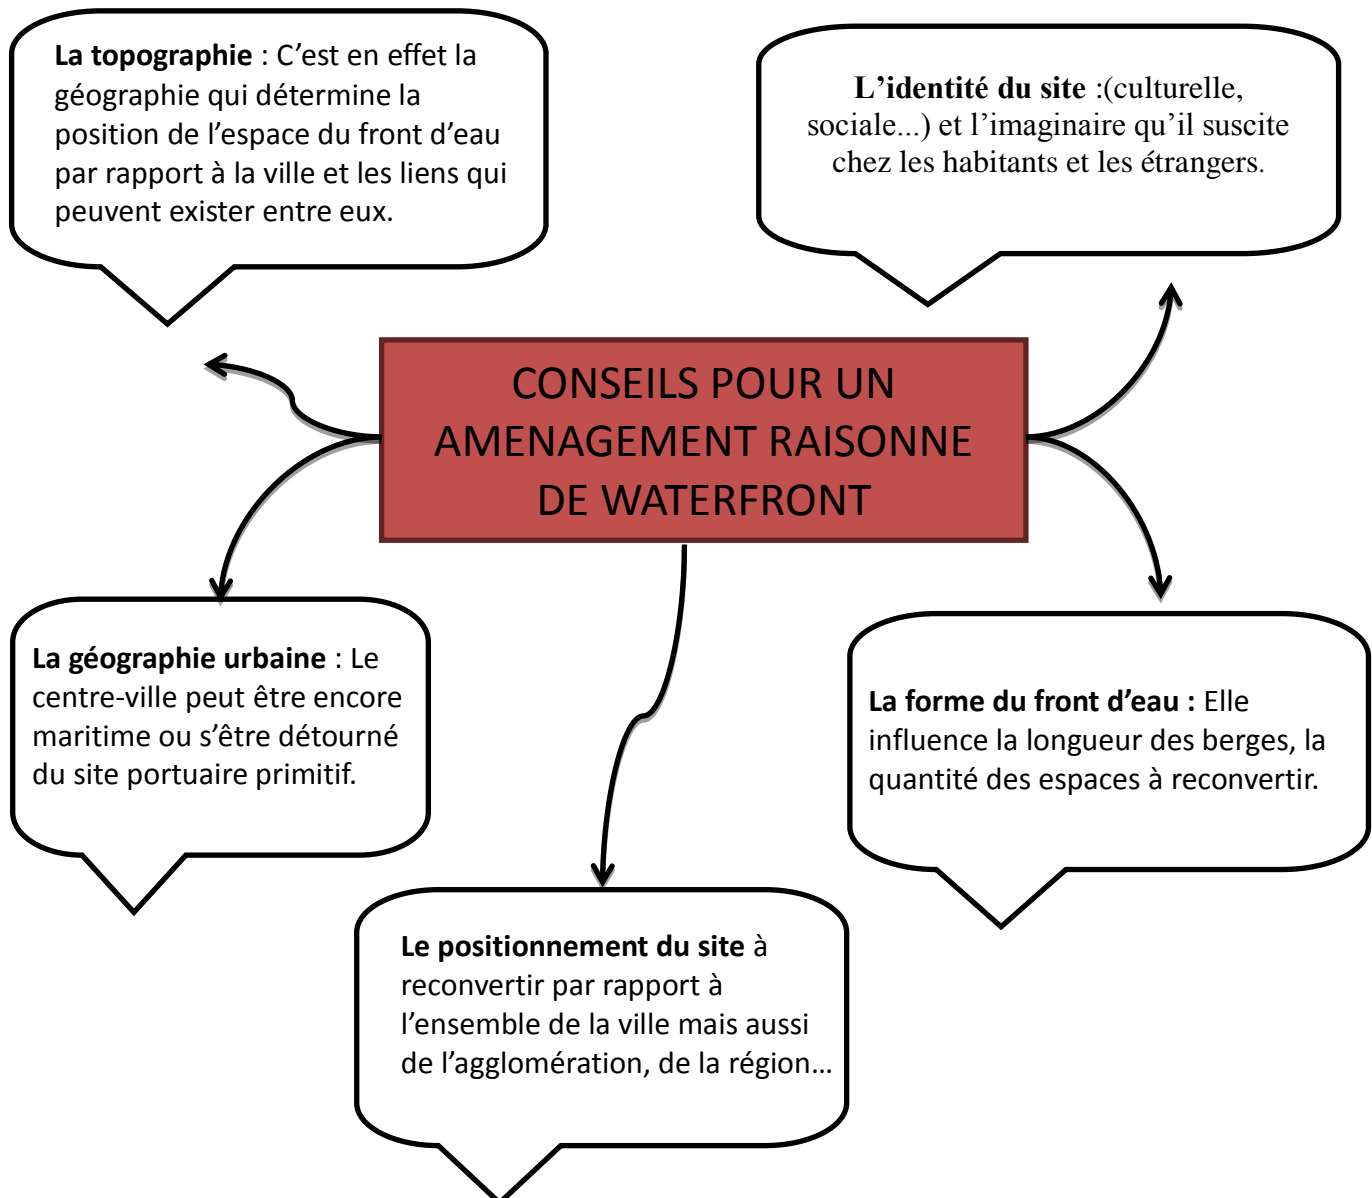 La topographie : C’est en effet la
géographie qui détermine la
position de l’espace du front d’eau
par rapport à la ville et les liens qui
peuvent exister entre eux.
L’identité du site :(culturelle,
sociale...) et l’imaginaire qu’il suscite
chez les habitants et les étrangers.
CONSEILS POUR UN
AMENAGEMENT RAISONNE
DE WATERFRONT
La géographie urbaine : Le
centre-ville peut être encore
maritime ou s’être détourné
du site portuaire primitif.
La forme du front d’eau : Elle
influence la longueur des berges, la
quantité des espaces à reconvertir.
Le positionnement du site à
reconvertir par rapport à
l’ensemble de la ville mais aussi
de l’agglomération, de la région…